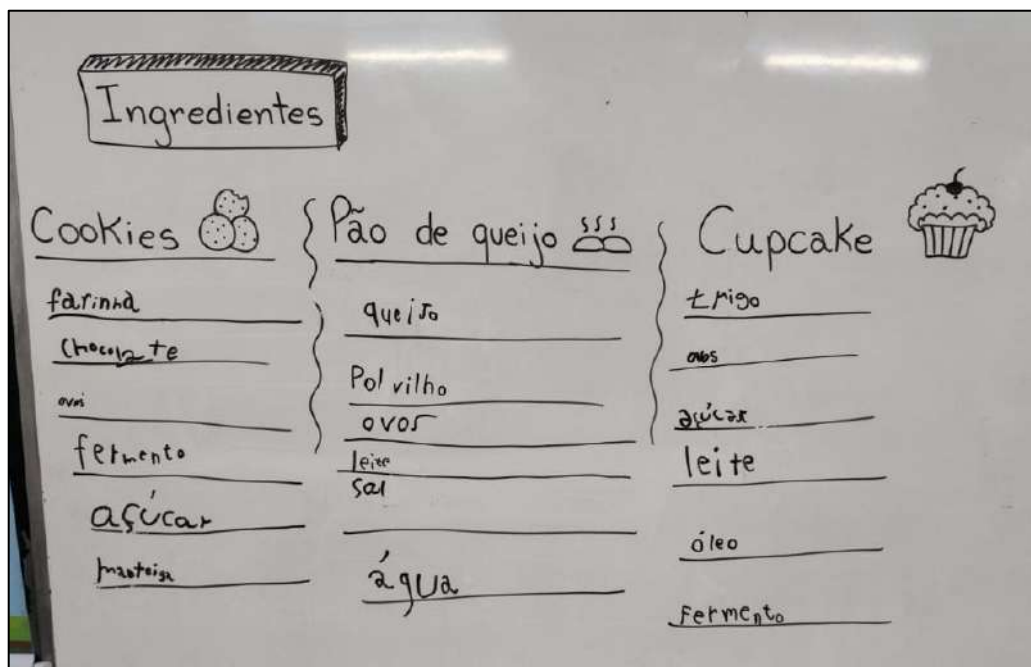 Ingredientes
Cookies
farinha
chocolate
ovos
fermento
açúcar
manteiga
Pão de queijo
queijo
Polvilho
ovos
leite
sal
água
Cupcake
trigo
ovos
açúcar
leite
óleo
Fermento